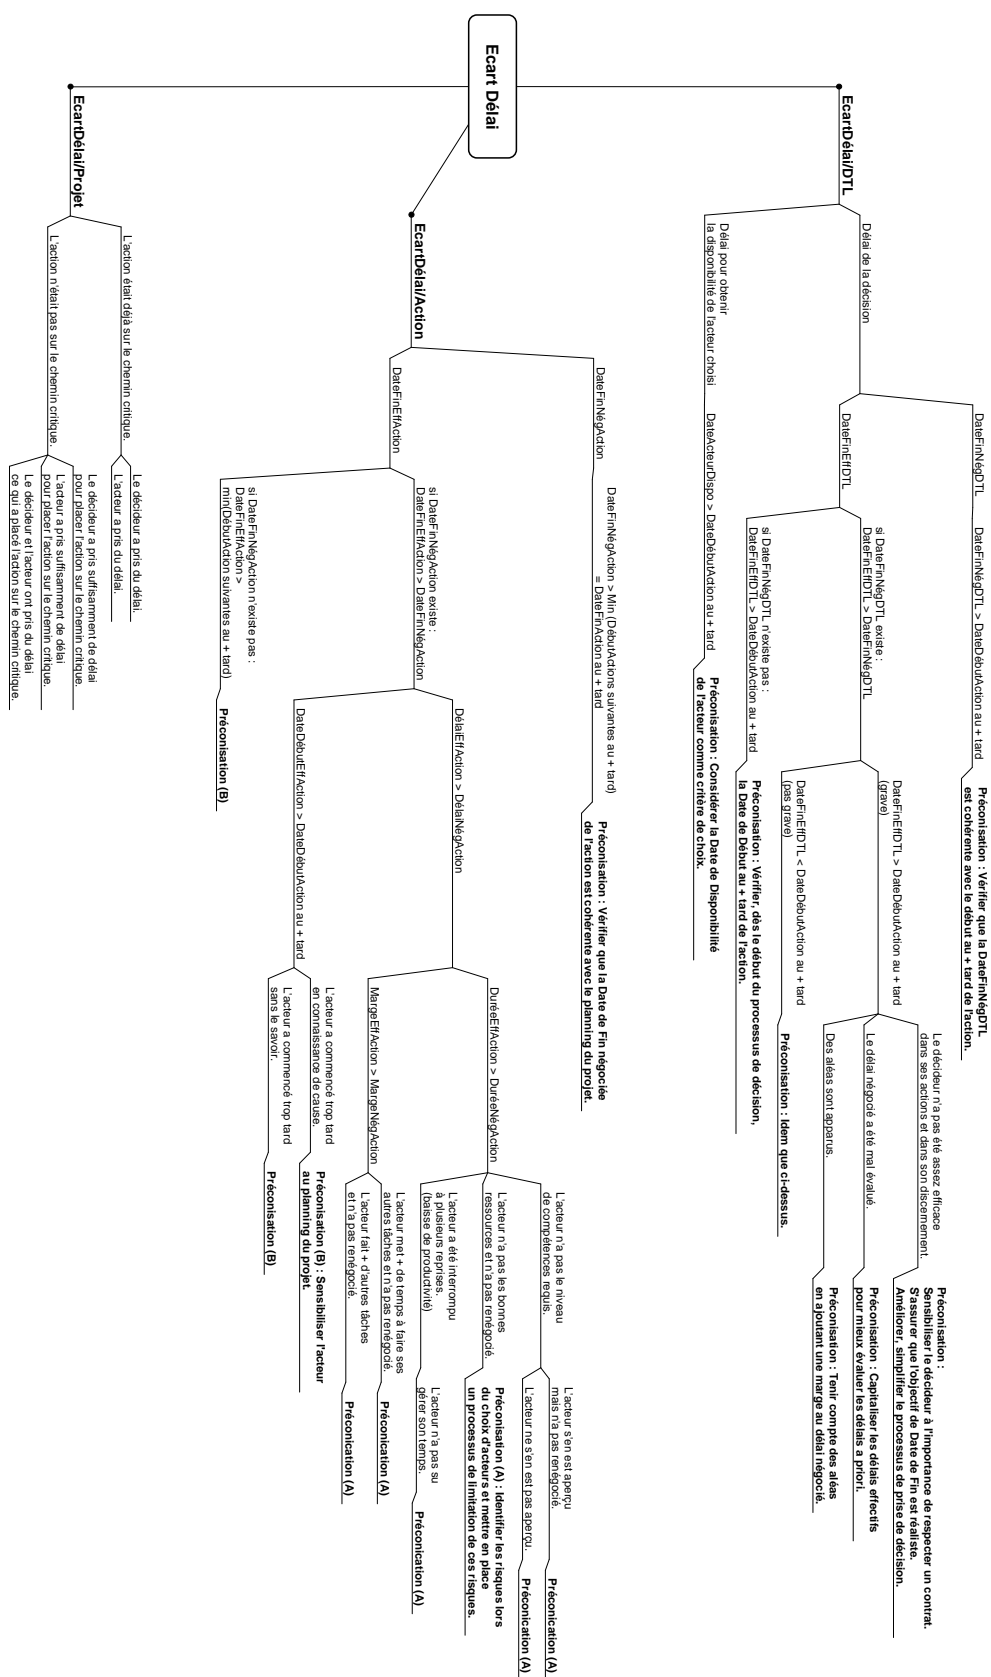 Ecart Délai
EcartDélai/DTL
Délai de la décision
DateFinNégDTL
DateFinNégDTL > DateDébutAction au + tard
Préconisation : Vérifier que la DateFinNégDTL
est cohérente avec le début au + tard de l'action.
DateFinEffDTL
si DateFinNégDTL existe :
DateFinEffDTL > DateFinNégDTL
DateFinEffDTL > DateDébutAction au + tard
(grave)
Le décideur n'a pas été assez efficace
dans ses actions et dans son discernement.
Préconisation :
Sensibiliser le décideur à l'importance de respecter un contrat.
S'assurer que l'objectif de Date de Fin est réaliste.
Améliorer, simplifier le processus de prise de décision.
Le délai négocié a été mal évalué.
Préconisation : Capitaliser les délais effectifs
pour mieux évaluer les délais a priori.
Des aléas sont apparus.
Préconisation : Tenir compte des aléas
en ajoutant une marge au délai négocié.
DateFinEffDTL < DateDébutAction au + tard
(pas grave)
Préconisation : Idem que ci-dessus.
si DateFinNégDTL n'existe pas :
DateFinEffDTL > DateDébutAction au + tard
Préconisation : Vérifier, dès le début du processus de décision,
la Date de Début au + tard de l'action.
Délai pour obtenir
la disponibilité de l'acteur choisi
DateActeurDispo > DateDébutAction au + tard
Préconisation : Considérer la Date de Disponibilité
de l'acteur comme critère de choix.
EcartDélai/Action
DateFinNégAction
DateFinNégAction > Min (DébutActions suivantes au + tard)
= DateFinAction au + tard
Préconisation : Vérifier que la Date de Fin négociée
de l'action est cohérente avec le planning du projet.
DateFinEffAction
si DateFinNégAction existe :
DateFinEffAction > DateFinNégAction
DélaiEffAction > DélaiNégAction
DuréeEffAction > DuréeNégAction
L'acteur n'a pas le niveau
de compétences requis.
L'acteur s'en est aperçu
mais n'a pas renégocié.
Préconication (A)
L'acteur ne s'en est pas aperçu.
Préconication (A)
L'acteur n'a pas les bonnes
ressources et n'a pas renégocié.
Préconisation (A) : Identifier les risques lors
du choix d'acteurs et mettre en place
un processus de limitation de ces risques.
L'acteur a été interrompu
à plusieurs reprises.
(baisse de productivité)
L'acteur n'a pas su
gérer son temps.
Préconication (A)
MargeEffAction > MargeNégAction
L'acteur met + de temps à faire ses
autres tâches et n'a pas renégocié.
Préconication (A)
L'acteur fait + d'autres tâches
et n'a pas renégocié.
Préconication (A)
DateDébutEffAction > DateDébutAction au + tard
L'acteur a commencé trop tard
en connaissance de cause.
Préconisation (B) : Sensibiliser l'acteur
au planning du projet.
L'acteur a commencé trop tard
sans le savoir.
Préconisation (B)
si DateFinNégAction n'existe pas :
DateFinEffAction >
min(DébutAction suivantes au + tard)
Préconisation (B)
EcartDélai/Projet
L'action était déjà sur le chemin critique.
Le décideur a pris du délai.
L'acteur a pris du délai.
L'action n'était pas sur le chemin critique.
Le décideur a pris suffisamment de délai
pour placer l'action sur le chemin critique.
L'acteur a pris suffisamment de délai
pour placer l'action sur le chemin critique.
Le décideur et l'acteur ont pris du délai
ce qui a placé l'action sur le chemin critique.